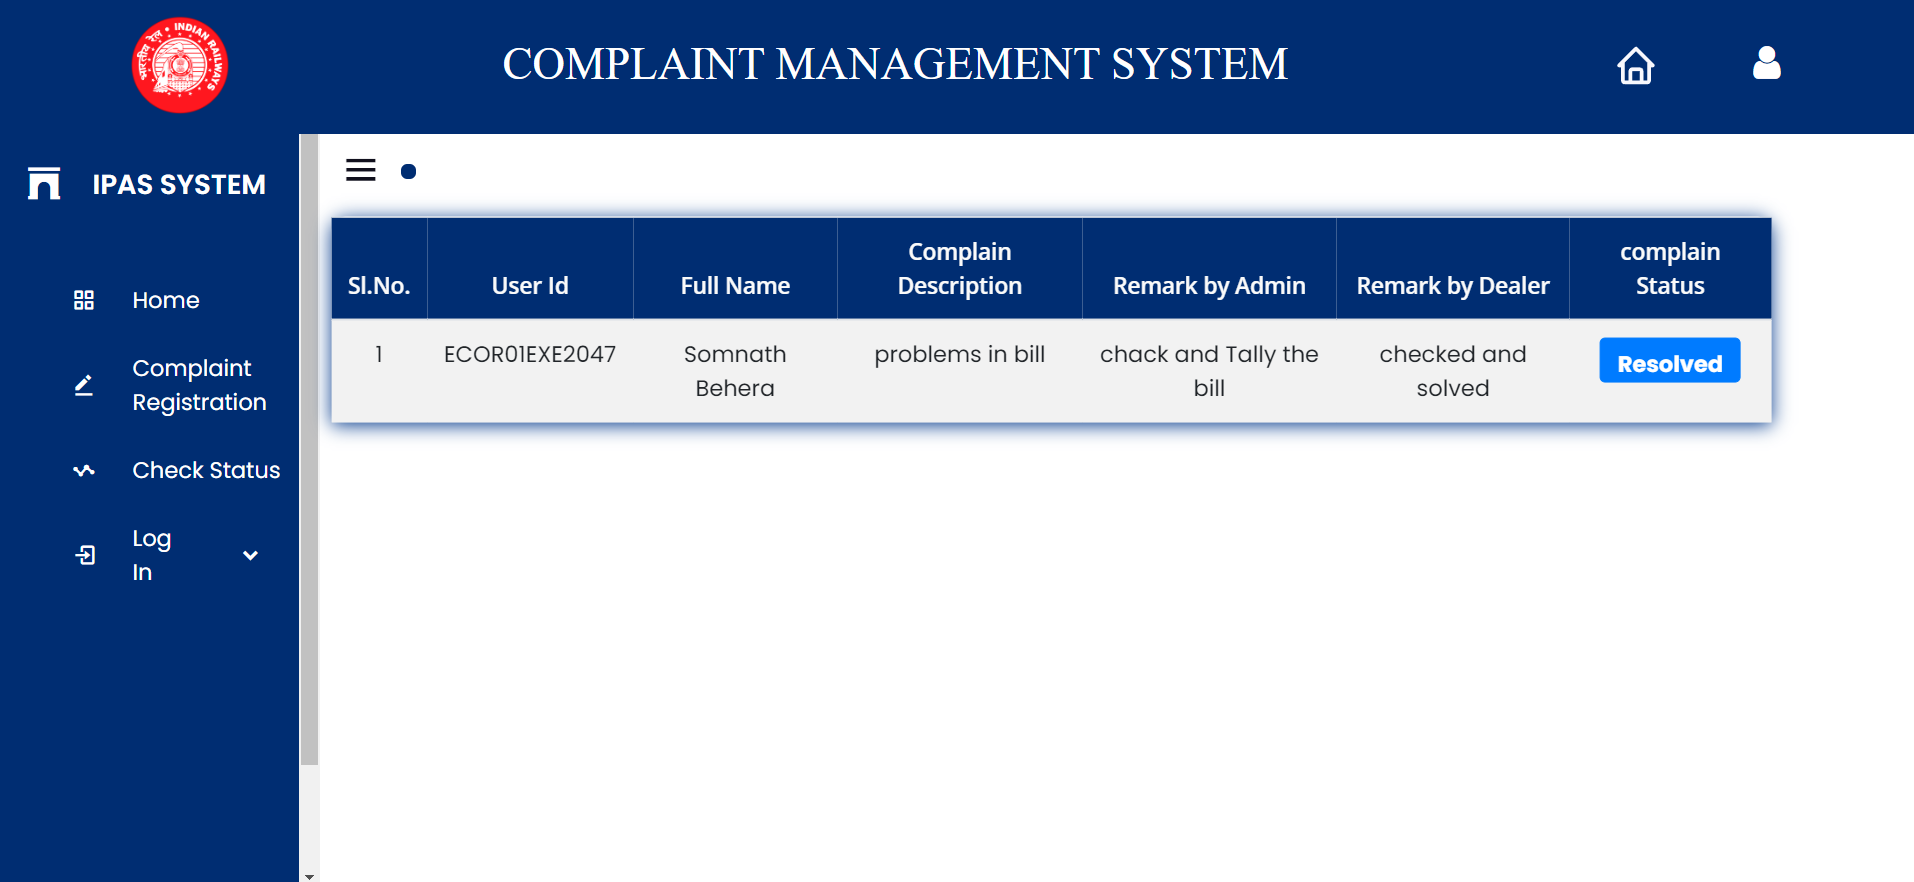 भारतीय रेल • INDIAN RAILWAYS
COMPLAINT MANAGEMENT SYSTEM
IPAS SYSTEM
Home
Complaint
Registration
Check Status
Log
In
Sl.No.
User Id
Full Name
Complain
Description
Remark by Admin
Remark by Dealer
complain
Status
1
ECOR01EXE2047
Somnath
Behera
problems in bill
chack and Tally the
bill
checked and
solved
Resolved